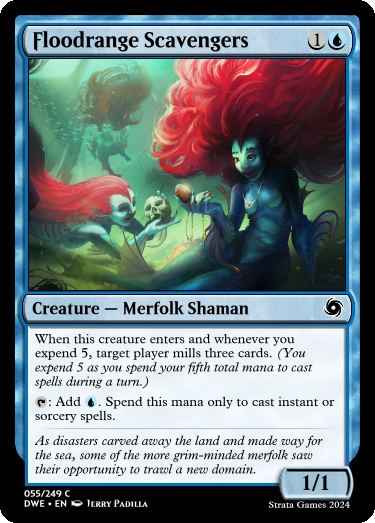 Floodrange Scavengers 1
Creature — Merfolk Shaman
When this creature enters and whenever you
expend 5, target player mills three cards. (You
expend 5 as you spend your fifth total mana to cast
spells during a turn.)
: Add . Spend this mana only to cast instant or
sorcery spells.
As disasters carved away the land and made way for
the sea, some of the more grim-minded merfolk saw
their opportunity to trawl a new domain.
1/1
055/249 C
DWE • EN Jerry Padilla
Strata Games 2024